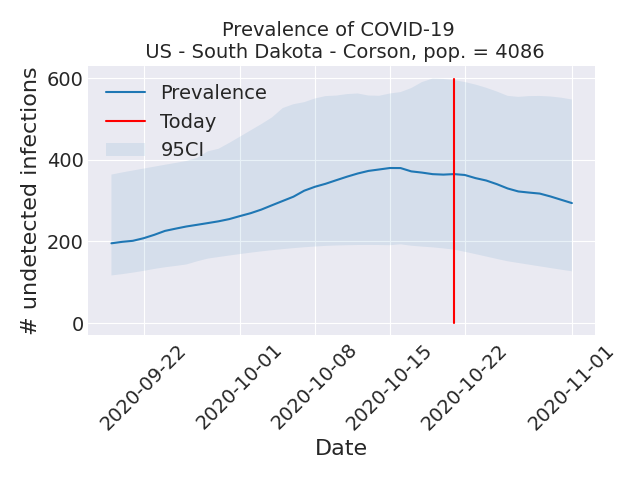 Prevalence of COVID-19
US - South Dakota - Corson, pop. = 4086
# undetected infections
600
400
200
0
Prevalence
Today
95CI
2020-09-22
2020-10-01
2020-10-08
2020-10-15
2020-10-22
2020-11-01
Date